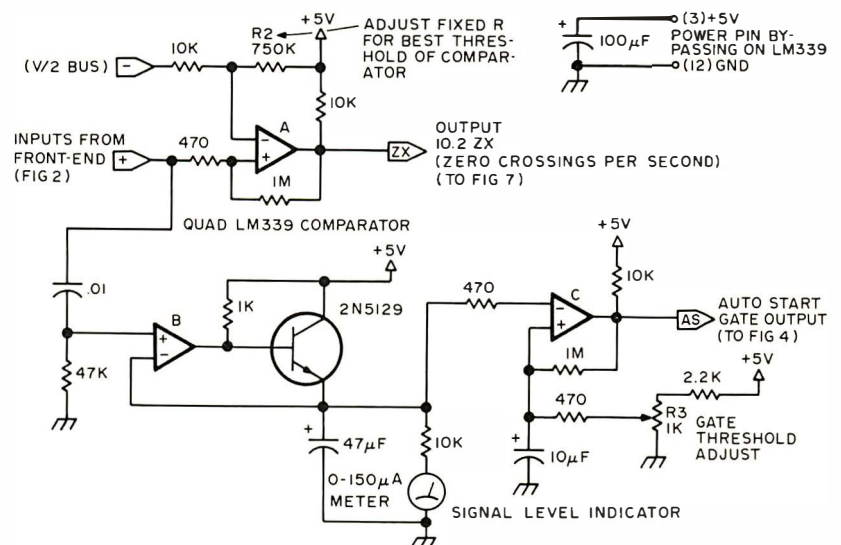 +5V
R2
750K
ADJUST FIXED R
FOR BEST THRES-
HOLD OF COMPAR-
ATOR
+
100µF
(3)+5V
POWER PIN BY-
PASSING ON LM339
(12)GND
(V/2 BUS)
-
10K
10K
INPUTS FROM
FRONT-END
(FIG 2)
+
470
-
+
A
1M
ZX
OUTPUT
10.2 ZX
(ZERO CROSSINGS PER SECOND)
(TO FIG 7)
QUAD LM339 COMPARATOR
+5V
.01
1K
2N5129
B
+
-
47K
+
47µF
10K
0-150µA
METER
SIGNAL LEVEL INDICATOR
470
+5V
10K
C
-
+
AS
AUTO START
GATE OUTPUT
(TO FIG 4)
1M
470
+
10µF
2.2K
+5V
R3
1K
GATE
THRESHOLD
ADJUST